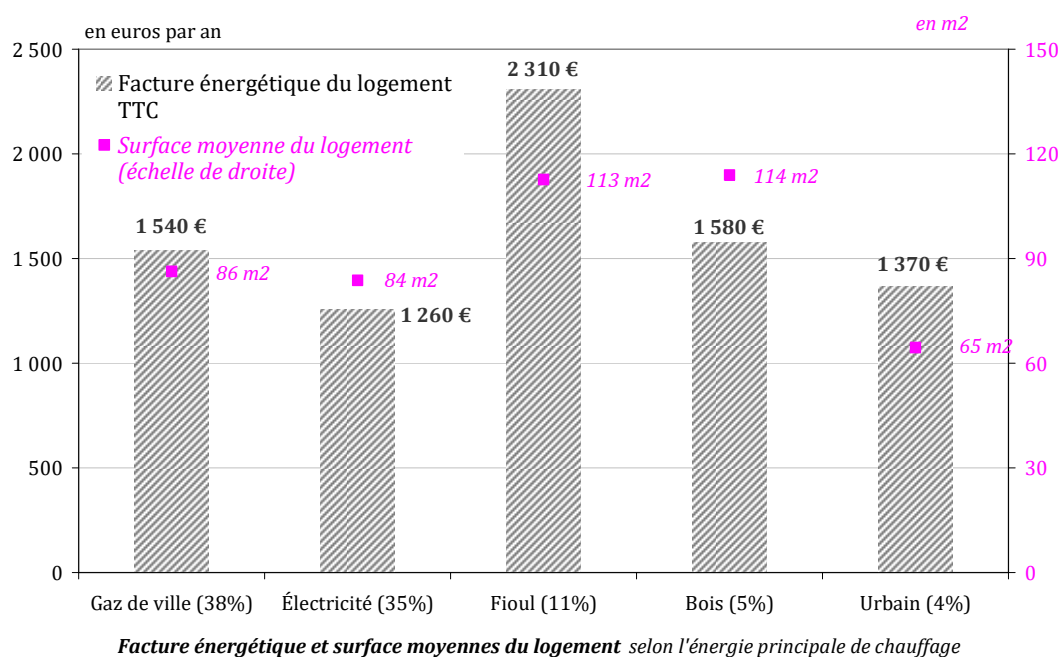 en m2
en euros par an
2 500
150
2 310 €
Facture énergétique du logement
TTC
Surface moyenne du logement
(échelle de droite)
2 000
120
113 m2
114 m2
1 540 €
1 580 €
1 500
90
86 m2
84 m2
1 370 €
1 260 €
65 m2
1 000
60
500
30
0
0
Gaz de ville (38%)
Électricité (35%)
Fioul (11%)
Bois (5%)
Urbain (4%)
Facture énergétique et surface moyennes du logement selon l'énergie principale de chauffage